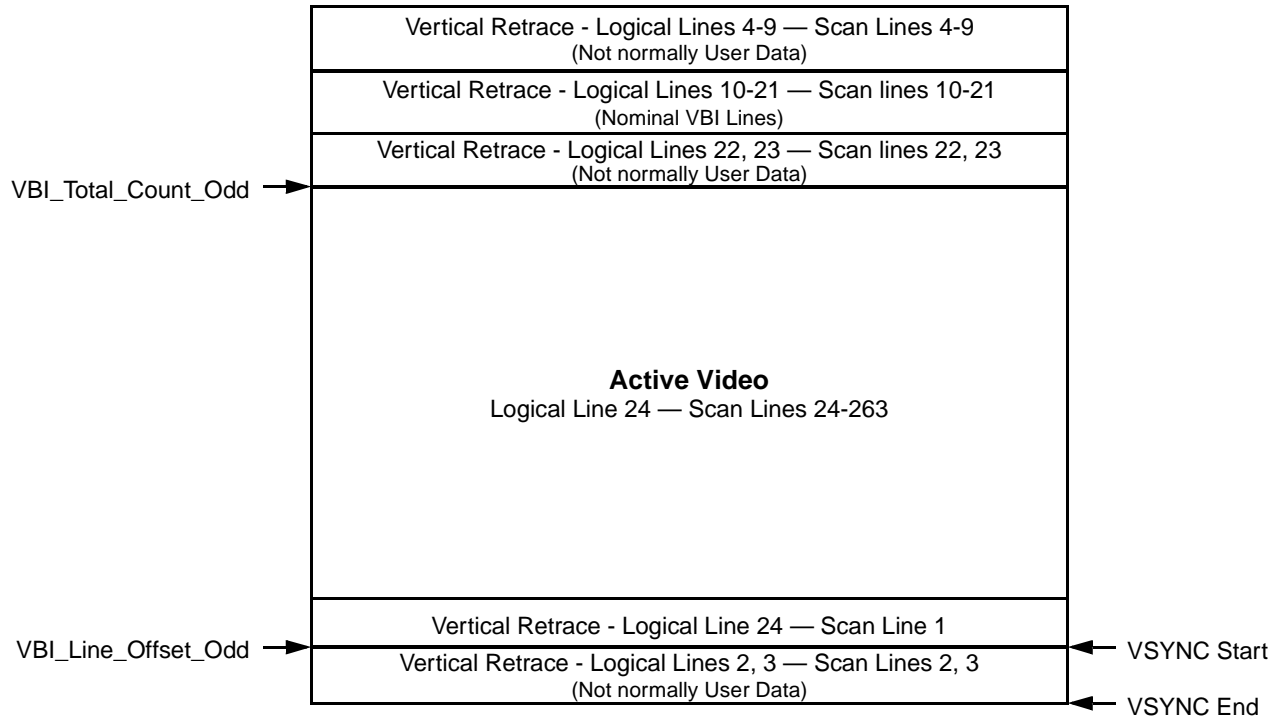 Vertical Retrace - Logical Lines 4-9 — Scan Lines 4-9
(Not normally User Data)
Vertical Retrace - Logical Lines 10-21 — Scan lines 10-21
(Nominal VBI Lines)
Vertical Retrace - Logical Lines 22, 23 — Scan lines 22, 23
(Not normally User Data)
VBI_Total_Count_Odd
Active Video
Logical Line 24 — Scan Lines 24-263
Vertical Retrace - Logical Line 24 — Scan Line 1
VBI_Line_Offset_Odd
VSYNC Start
Vertical Retrace - Logical Lines 2, 3 — Scan Lines 2, 3
(Not normally User Data)
VSYNC End